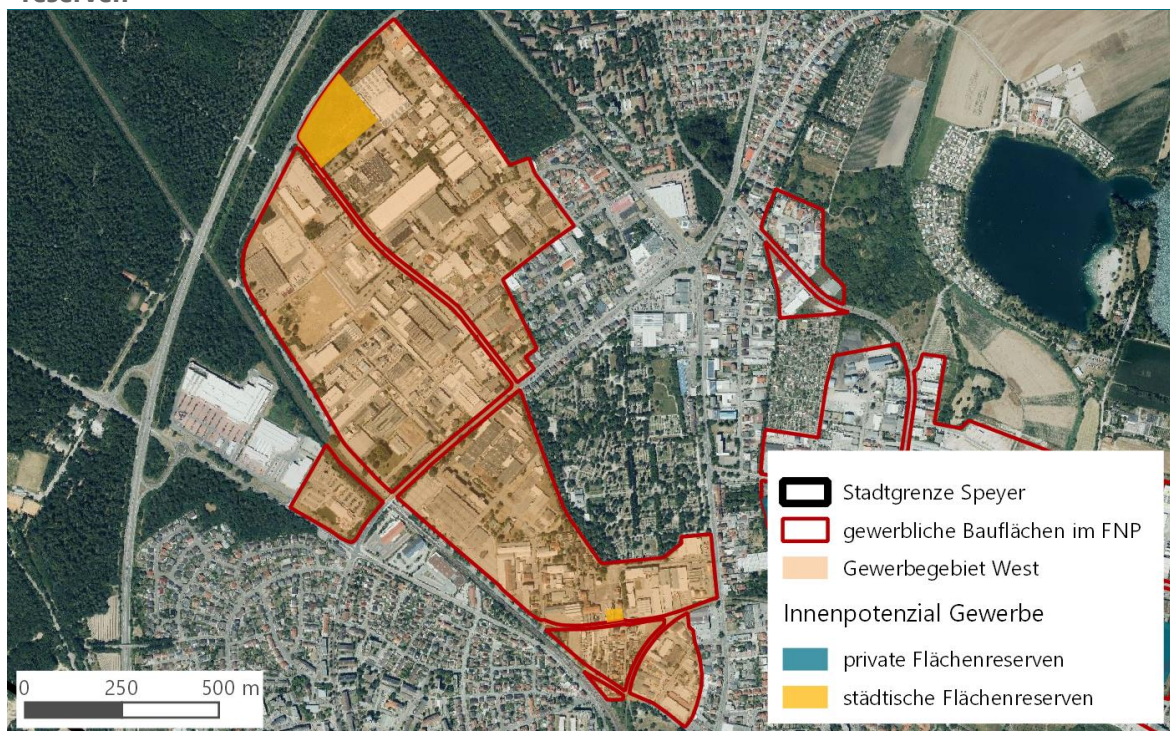 reserven
Stadtgrenze Speyer
gewerbliche Bauflächen im FNP
Gewerbegebiet West
Innenpotenzial Gewerbe
private Flächenreserven
städtische Flächenreserven
0 250 500 m